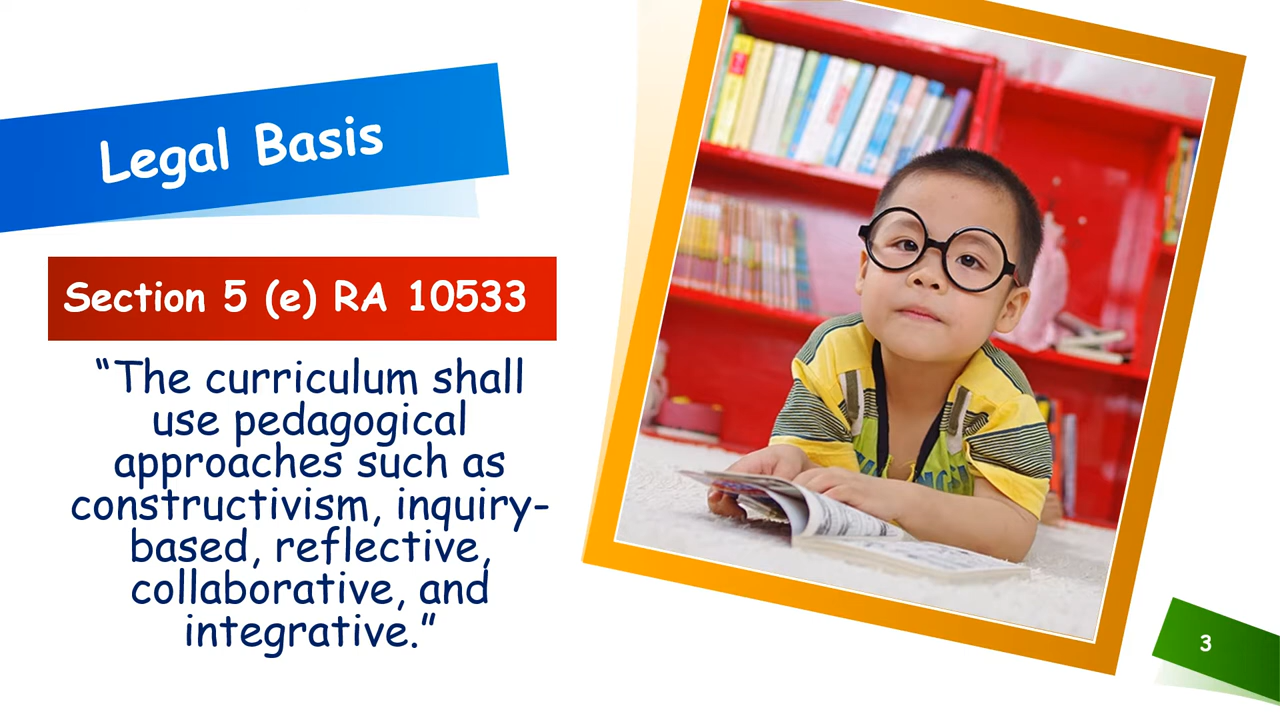 Legal Basis
Section 5 (e) RA 10533
“The curriculum shall
use pedagogical
approaches such as
constructivism, inquiry-
based, reflective,
collaborative, and
integrative.”
3